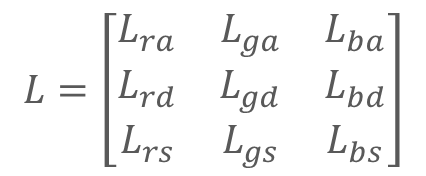 L = [ L_ra L_ga L_ba
L_rd L_gd L_bd
L_rs L_gs L_bs ]